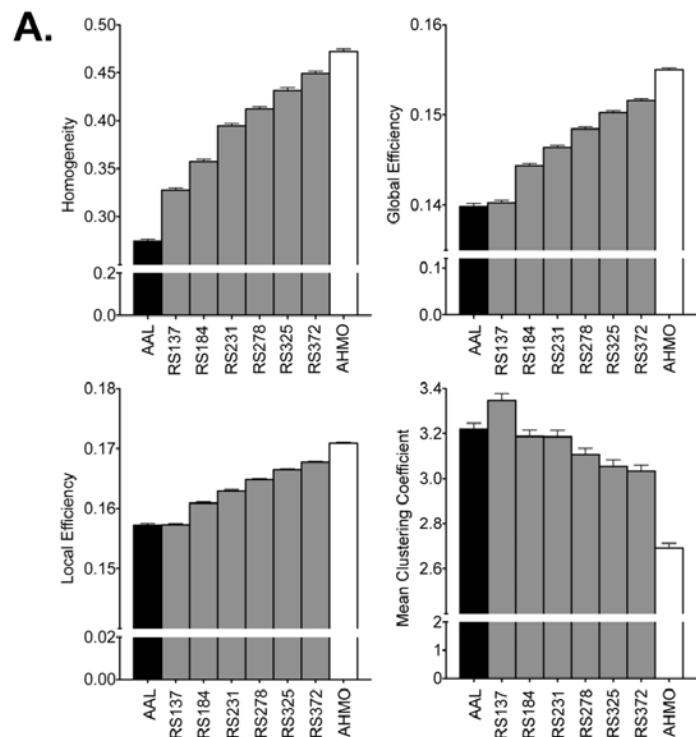 A.
Homogeneity
0.50
0.45
0.40
0.35
0.30
0.2
0.0
AAL
RS137
RS184
RS231
RS278
RS325
RS372
AHMO
Global Efficiency
0.16
0.15
0.14
0.1
0.0
AAL
RS137
RS184
RS231
RS278
RS325
RS372
AHMO
Local Efficiency
0.18
0.17
0.16
0.15
0.02
0.00
AAL
RS137
RS184
RS231
RS278
RS325
RS372
AHMO
Mean Clustering Coefficient
3.4
3.2
3.0
2.8
2.6
2
1
0
AAL
RS137
RS184
RS231
RS278
RS325
RS372
AHMO